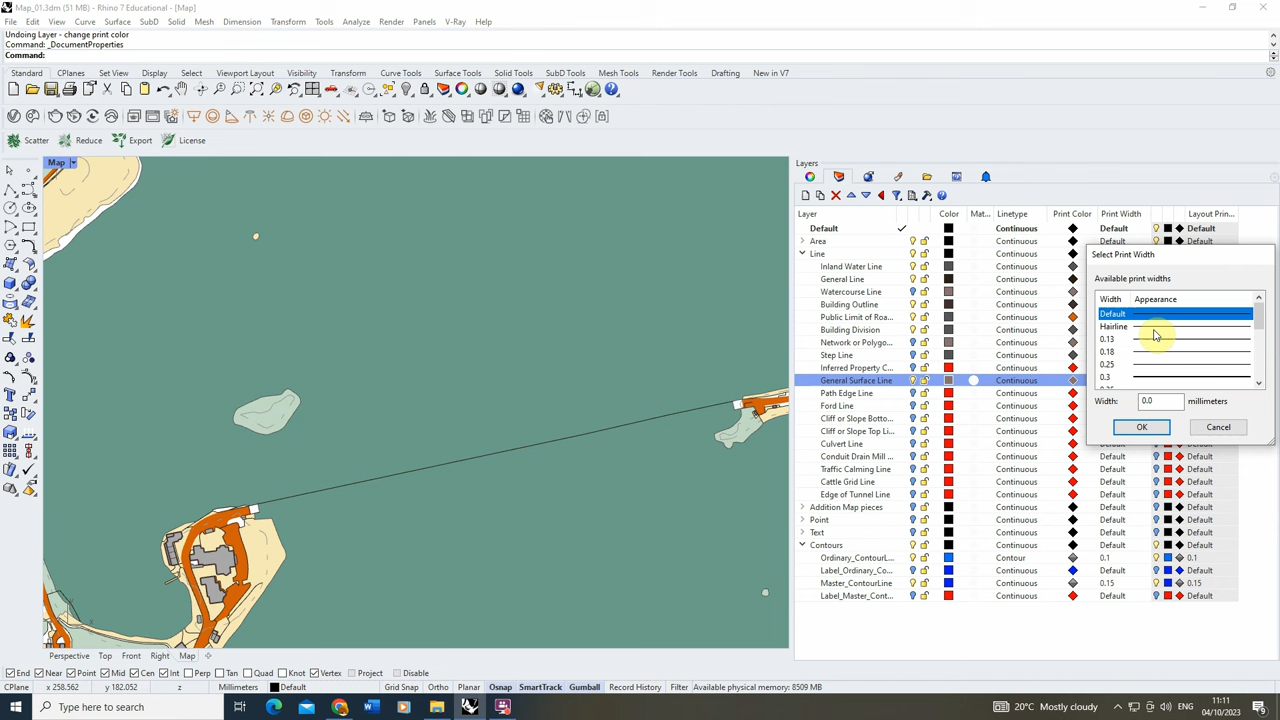 Map_01.3dm (51 MB) - Rhino 7 Educational - [Map]
File Edit View Curve Surface SubD Solid Mesh Dimension Transform Tools Analyze Render Panels V-Ray Help
Undoing Layer - change print color
Command: _DocumentProperties
Command:
Standard CPlanes Set View Display Select Viewport Layout Visibility Transform Curve Tools Surface Tools Solid Tools SubD Tools Mesh Tools Render Tools Drafting New in V7
Scatter Reduce Export License
Map
Layers
Layer Color Mat... Linetype Print Color Print Width Layout Prin...
Default Continuous Default Default
Area Continuous Default Default
Line Continuous
Inland Water Line Continuous
General Line Continuous
Watercourse Line Continuous
Building Outline Continuous
Public Limit of Roa... Continuous
Building Division Continuous
Network or Polygo... Continuous
Step Line Continuous
Inferred Property C... Continuous
General Surface Line Continuous
Path Edge Line Continuous
Ford Line Continuous
Cliff or Slope Botto... Continuous
Cliff or Slope Top Li... Continuous
Culvert Line Continuous Default Default
Conduit Drain Mill ... Continuous Default Default
Traffic Calming Line Continuous Default Default
Cattle Grid Line Continuous Default Default
Edge of Tunnel Line Continuous Default Default
Addition Map pieces Continuous Default Default
Point Continuous Default Default
Text Continuous Default Default
Contours Continuous Default Default
Ordinary_ContourL... Contour 0.1 0.1
Label_Ordinary_Co... Continuous Default Default
Master_ContourLine Continuous 0.15 0.15
Label_Master_Cont... Continuous Default Default
Select Print Width
Available print widths
Width Appearance
Default
Hairline
0.13
0.18
0.25
0.3
Width: 0.0 millimeters
OK Cancel
Perspective Top Front Right Map
End Near Point Mid Cen Int Perp Tan Quad Knot Vertex Project Disable
CPlane x 258.562 y 182.052 z Millimeters Default Grid Snap Ortho Planar Osnap SmartTrack Gumball Record History Filter Available physical memory: 8509 MB
Type here to search 20°C Mostly cloudy ENG 11:11
04/10/2023